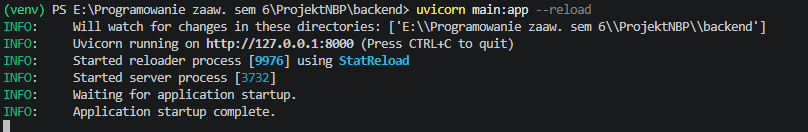 (venv) PS E:\Programowanie zaaw. sem 6\ProjektNBP\backend> uvicorn main:app --reload
INFO:     Will watch for changes in these directories: ['E:\\Programowanie zaaw. sem 6\\ProjektNBP\\backend']
INFO:     Uvicorn running on http://127.0.0.1:8000 (Press CTRL+C to quit)
INFO:     Started reloader process [9976] using StatReload
INFO:     Started server process [3732]
INFO:     Waiting for application startup.
INFO:     Application startup complete.